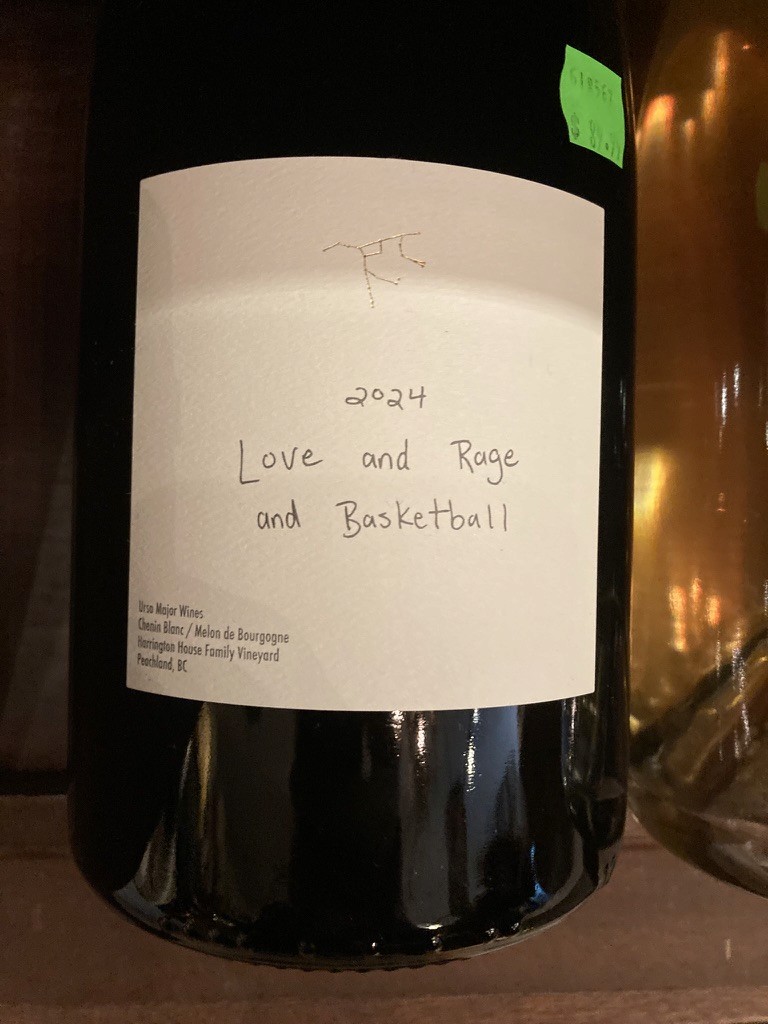 2024
Love and Rage
and Basketball
Ursa Major Wines
Chenin Blanc / Melon de Bourgogne
Harrington House Family Vineyard
Peachland, BC